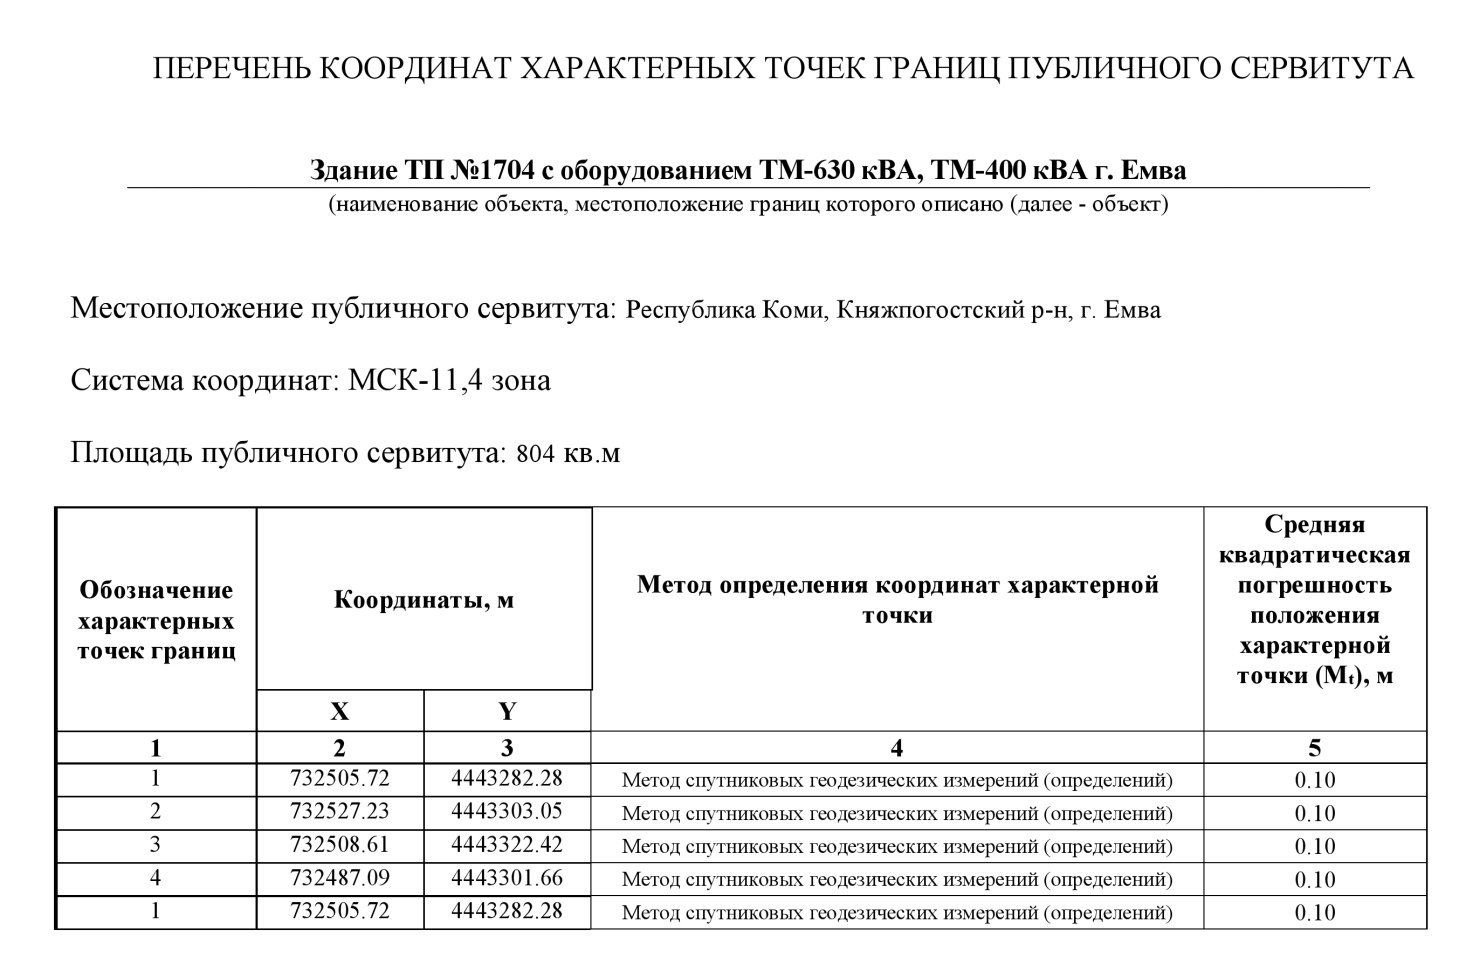 ПЕРЕЧЕНЬ КООРДИНАТ ХАРАКТЕРНЫХ ТОЧЕК ГРАНИЦ ПУБЛИЧНОГО СЕРВИТУТА
Здание ТП №1704 с оборудованием ТМ-630 кВА, ТМ-400 кВА г. Емва
(наименование объекта, местоположение границ которого описано (далее - объект)
Местоположение публичного сервитута: Республика Коми, Княжпогостский р-н, г. Емва
Система координат: МСК-11,4 зона
Площадь публичного сервитута: 804 кв.м
Обозначение
характерных
точек границ
Координаты, м
Метод определения координат характерной
точки
Средняя
квадратическая
погрешность
положения
характерной
точки (Mt), м
X Y
1 2 3 4 5
1 732505.72 4443282.28 Метод спутниковых геодезических измерений (определений) 0.10
2 732527.23 4443303.05 Метод спутниковых геодезических измерений (определений) 0.10
3 732508.61 4443322.42 Метод спутниковых геодезических измерений (определений) 0.10
4 732487.09 4443301.66 Метод спутниковых геодезических измерений (определений) 0.10
1 732505.72 4443282.28 Метод спутниковых геодезических измерений (определений) 0.10